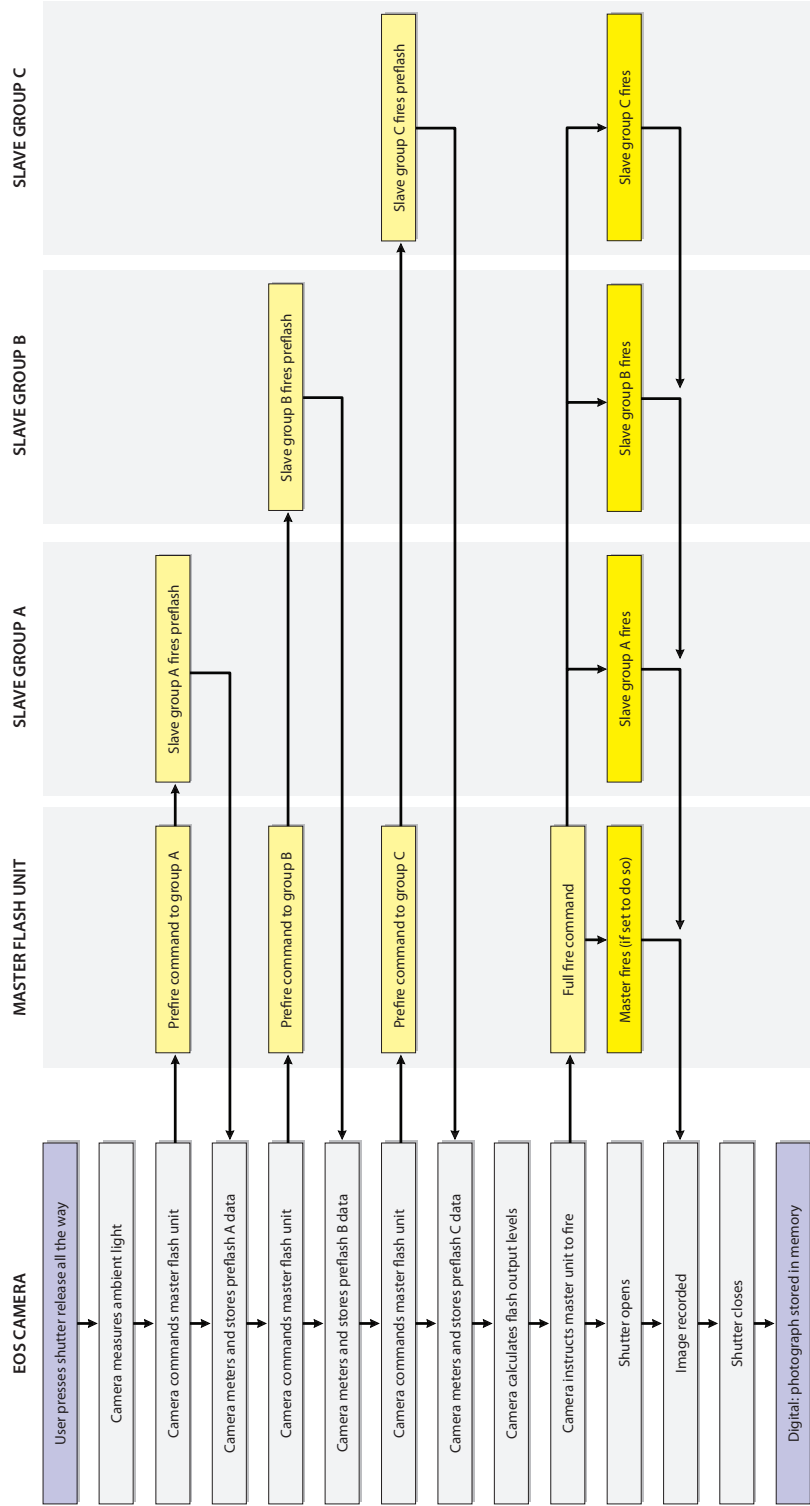 EOS CAMERA
MASTER FLASH UNIT
SLAVE GROUP A
SLAVE GROUP B
SLAVE GROUP C
User presses shutter release all the way
Camera measures ambient light
Camera commands master flash unit
Prefire command to group A
Slave group A fires preflash
Camera meters and stores preflash A data
Camera commands master flash unit
Prefire command to group B
Slave group B fires preflash
Camera meters and stores preflash B data
Camera commands master flash unit
Prefire command to group C
Slave group C fires preflash
Camera meters and stores preflash C data
Camera calculates flash output levels
Camera instructs master unit to fire
Full fire command
Shutter opens
Master fires (if set to do so)
Slave group A fires
Slave group B fires
Slave group C fires
Image recorded
Shutter closes
Digital: photograph stored in memory